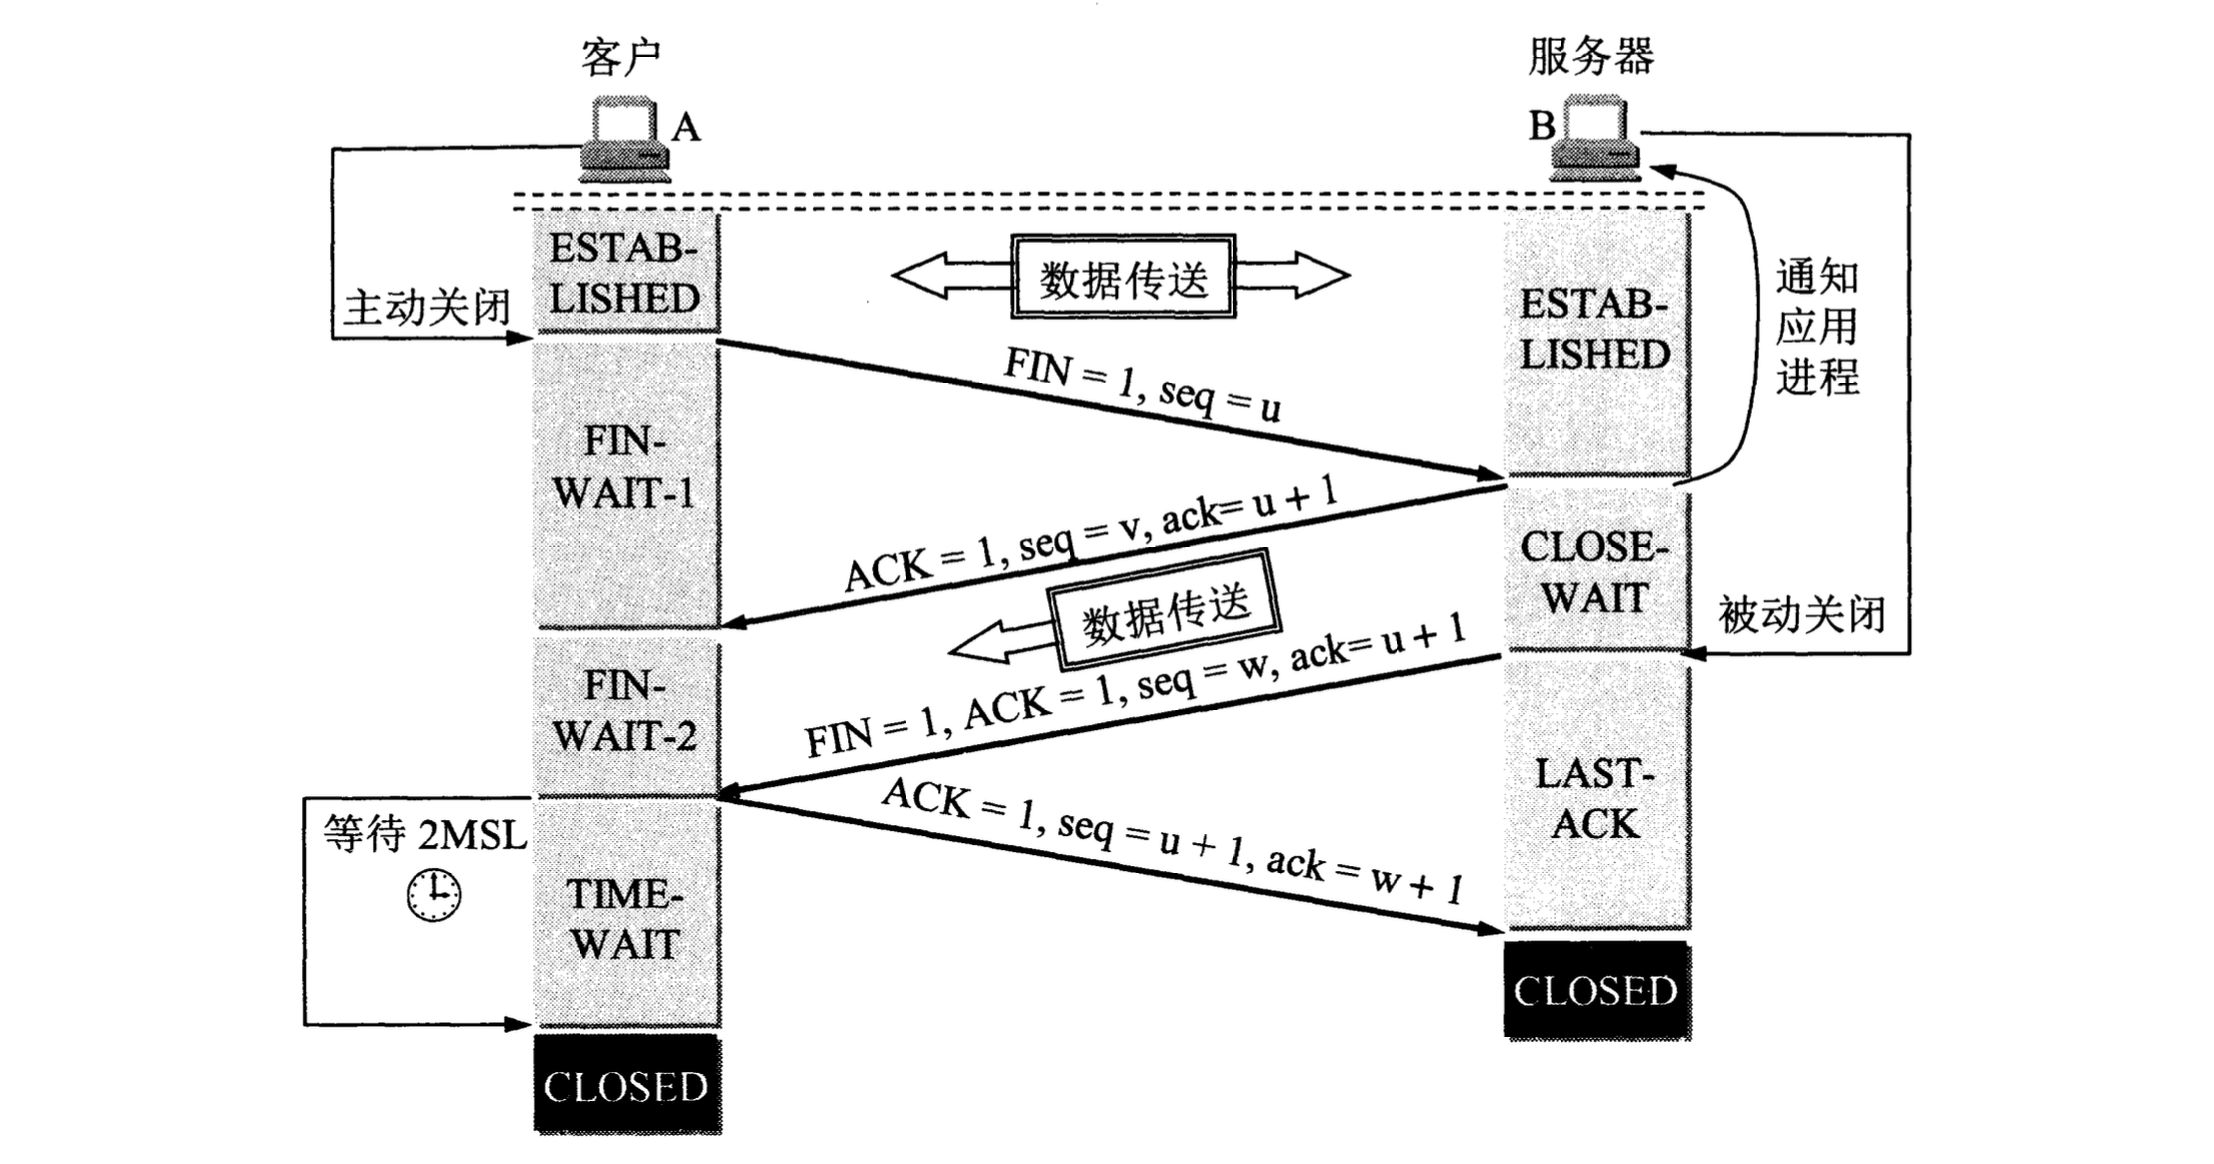 客户
服务器
A
B
ESTAB-
LISHED
主动关闭
数据传送
ESTAB-
LISHED
通知
应用
进程
FIN = 1, seq = u
FIN-
WAIT-1
ACK = 1, seq = v, ack= u + 1
CLOSE-
WAIT
数据传送
被动关闭
FIN-
WAIT-2
FIN = 1, ACK = 1, seq = w, ack= u + 1
LAST-
ACK
等待 2MSL
ACK = 1, seq = u + 1, ack = w + 1
TIME-
WAIT
CLOSED
CLOSED